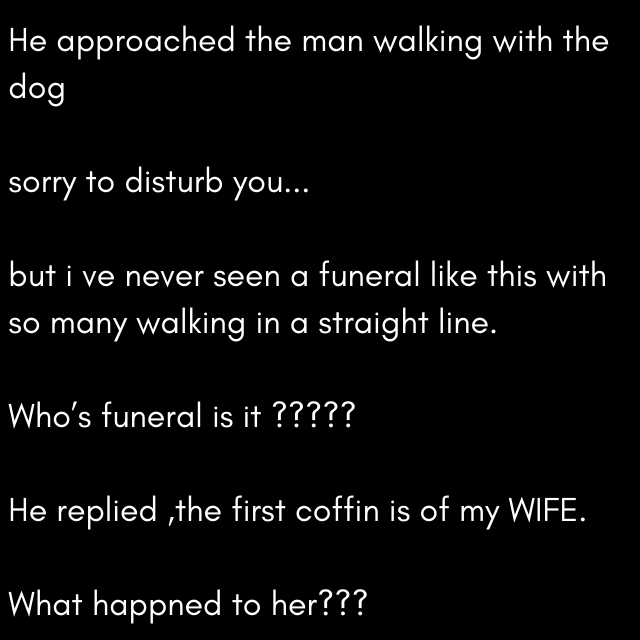 He approached the man walking with the
dog
sorry to disturb you...
but i ve never seen a funeral like this with
so many walking in a straight line.
Who's funeral is it ?????
He replied ,the first coffin is of my WIFE.
What happned to her???